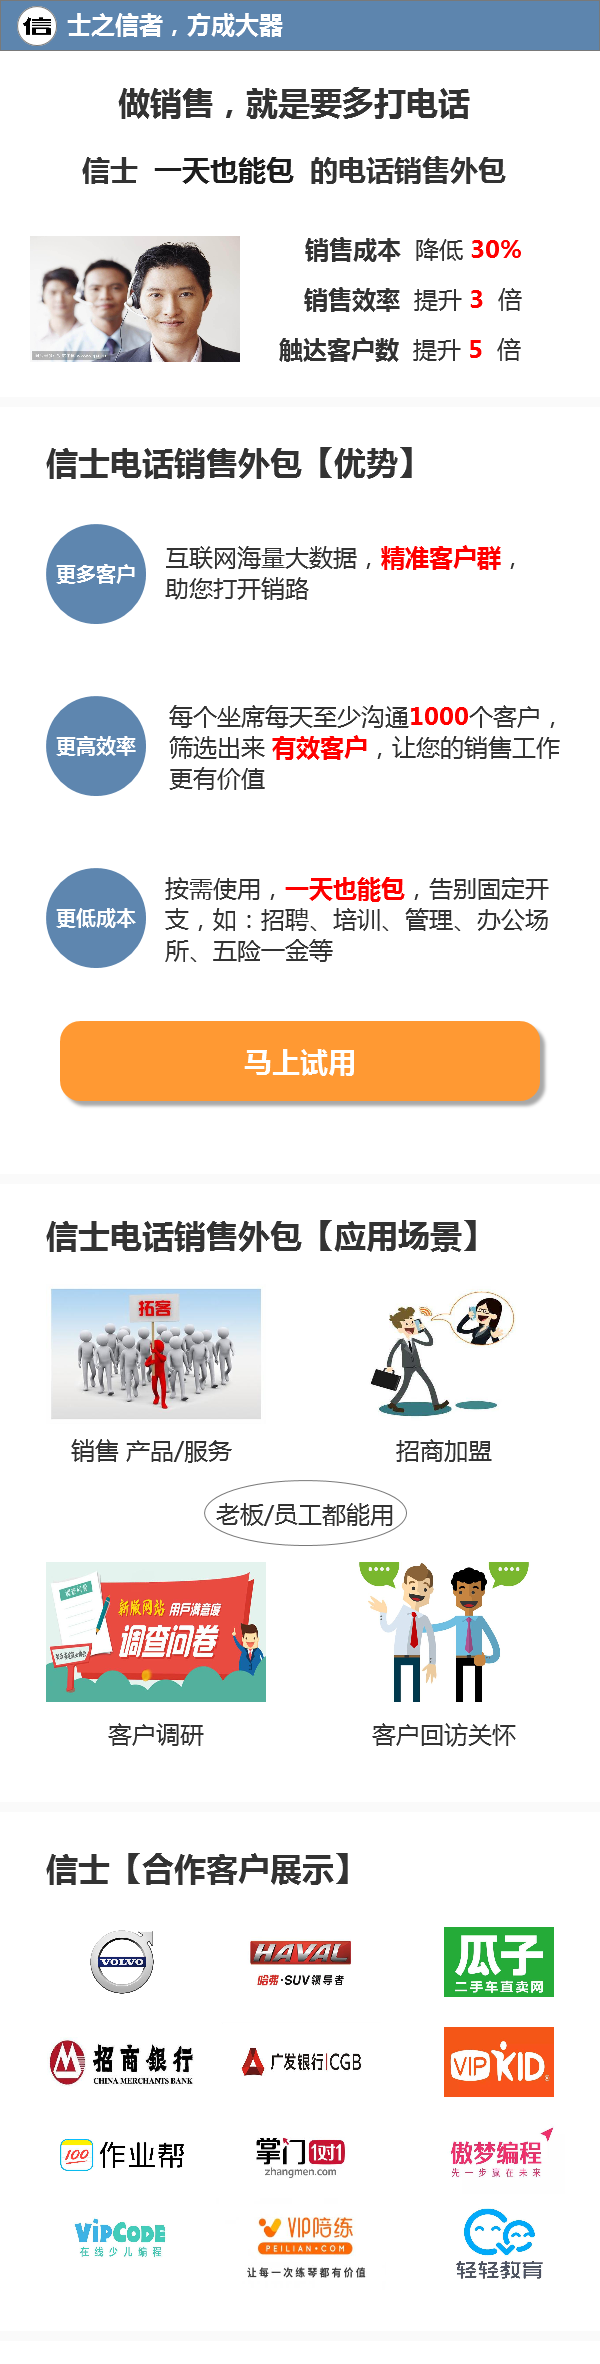 信 士之信者，方成大器
做销售，就是要多打电话
信士 一天也能包 的电话销售外包
销售成本 降低 30%
销售效率 提升 3 倍
触达客户数 提升 5 倍
信士电话销售外包【优势】
更多客户
互联网海量大数据，精准客户群，
助您打开销路
更高效率
每个坐席每天至少沟通1000个客户，
筛选出来 有效客户，让您的销售工作
更有价值
更低成本
按需使用，一天也能包，告别固定开
支，如：招聘、培训、管理、办公场
所、五险一金等
马上试用
信士电话销售外包【应用场景】
拓客
销售 产品/服务
招商加盟
老板/员工都能用
新版网站 用户满意度
调查问卷
客户调研
客户回访关怀
信士【合作客户展示】
VOLVO
HAVAL
哈弗·SUV领导者
瓜子
二手车直卖网
招商银行
CHINA MERCHANTS BANK
广发银行|CGB
VIPKID
100 作业帮
掌门1对1
zhangmen.com
傲梦编程
先一步赢在未来
VIPCODE
在线少儿编程
VIP陪练
PEILIAN·COM
让每一次练琴都有价值
轻轻教育